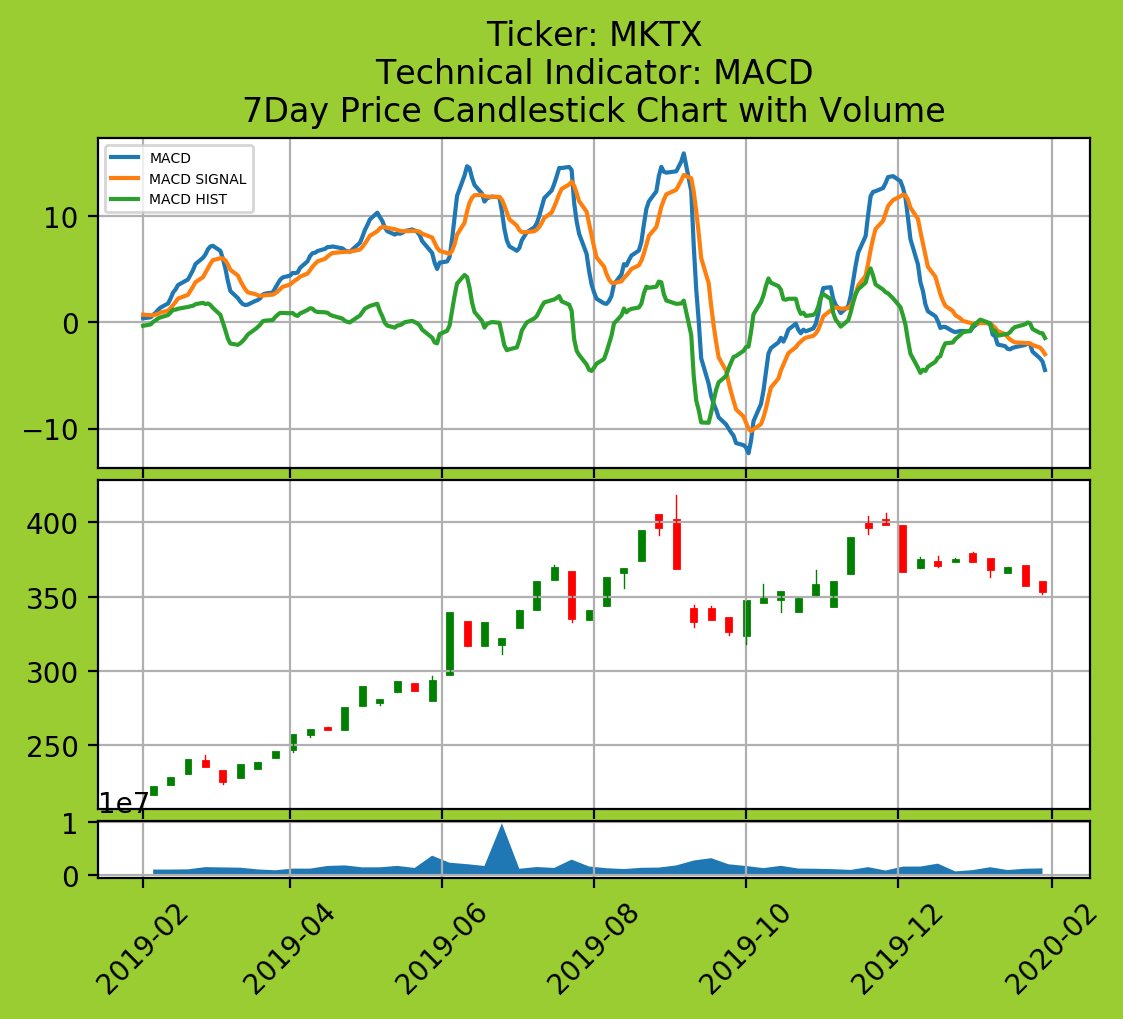 Ticker: MKTX
Technical Indicator: MACD
7Day Price Candlestick Chart with Volume
MACD
MACD SIGNAL
MACD HIST
10
0
−10
400
350
300
250
1e7
1
0
2019-02
2019-04
2019-06
2019-08
2019-10
2019-12
2020-02